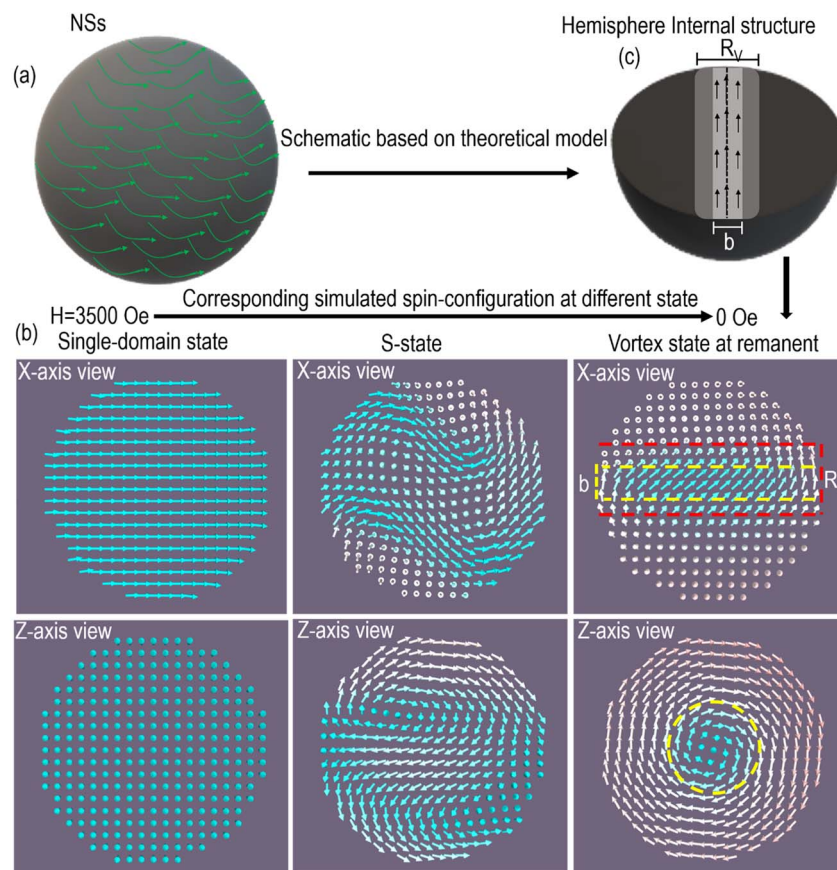 NSs
Hemisphere Internal structure
(a)
(c)
R_V
Schematic based on theoretical model
b
Corresponding simulated spin-configuration at different state
H=3500 Oe
0 Oe
(b)
Single-domain state
S-state
Vortex state at remanent
X-axis view
X-axis view
X-axis view
b
R
Z-axis view
Z-axis view
Z-axis view